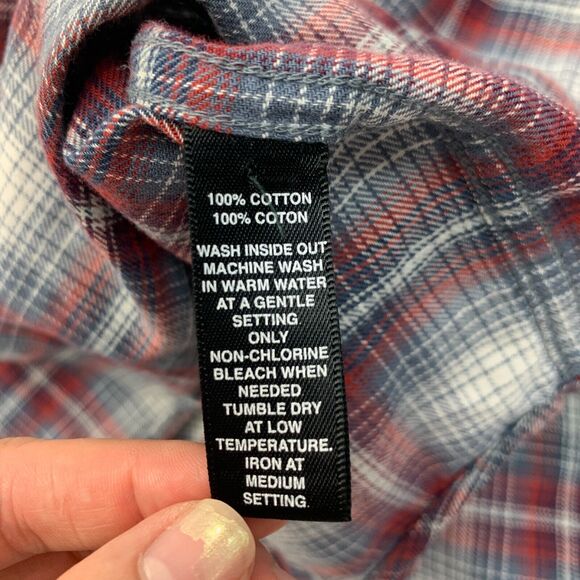 100% COTTON
100% COTON
WASH INSIDE OUT
MACHINE WASH
IN WARM WATER
AT A GENTLE
SETTING.
ONLY
NON-CHLORINE
BLEACH WHEN
NEEDED
TUMBLE DRY
AT LOW
TEMPERATURE.
IRON AT
MEDIUM
SETTING.